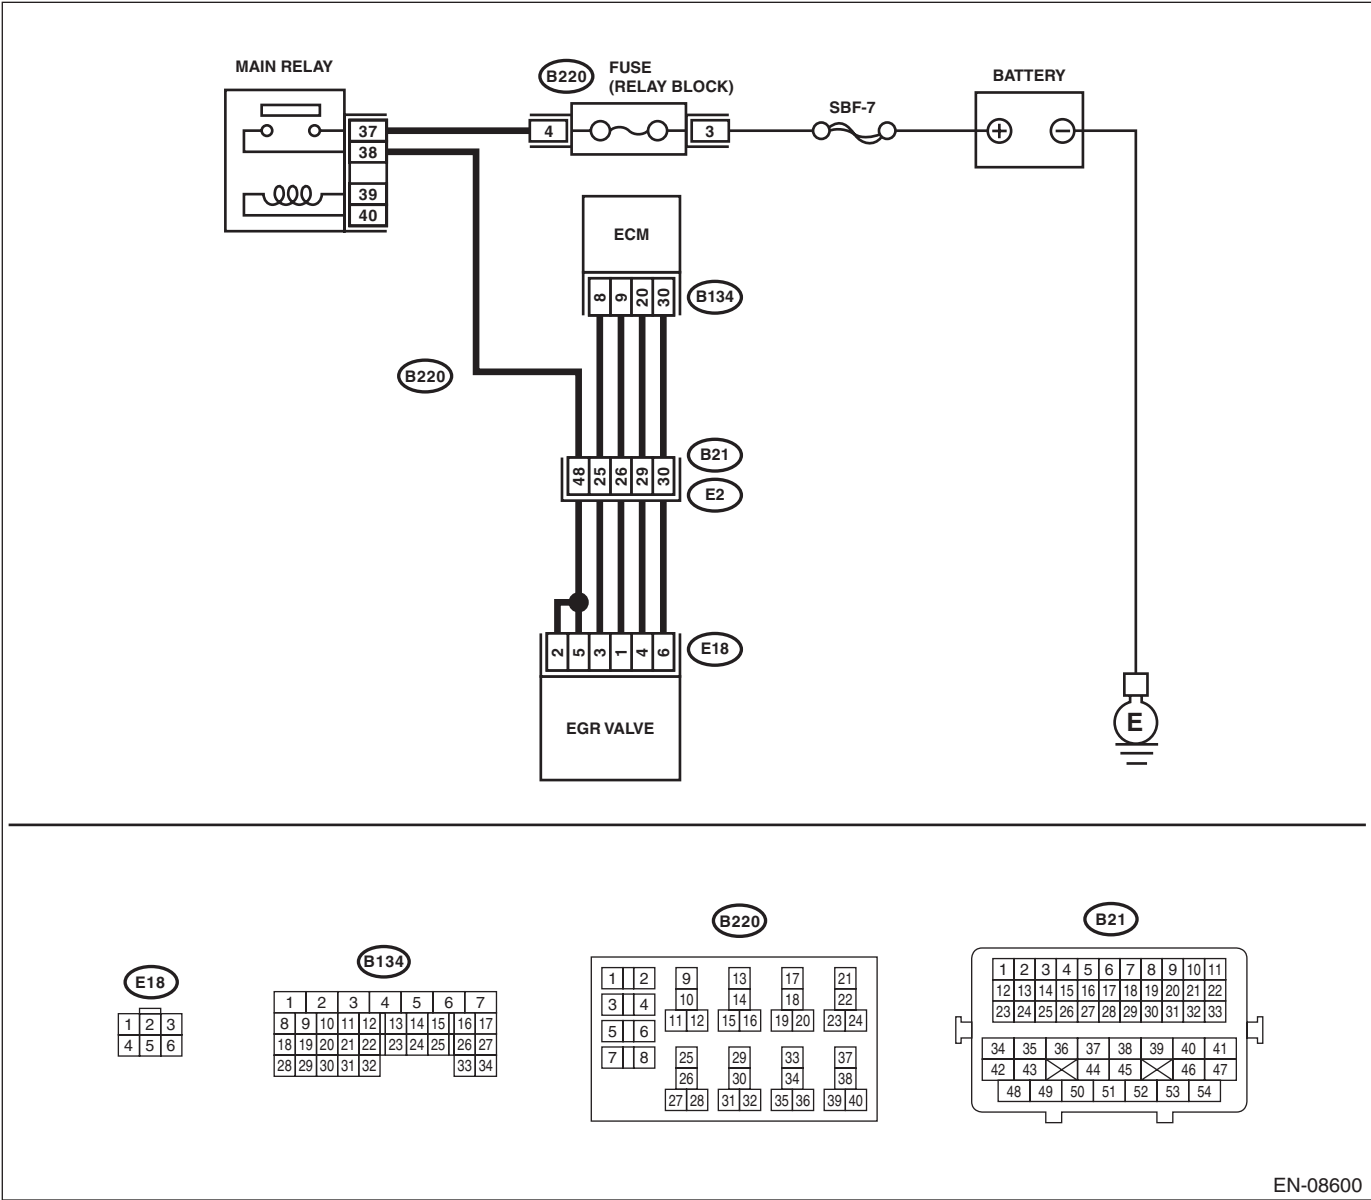 MAIN RELAY
B220
FUSE
(RELAY BLOCK)
SBF-7
BATTERY
37
4
3
38
39
40
ECM
8 9 20 30
B134
B220
B21
48 25 26 29 30
E2
2 5 3 1 4 6
E18
EGR VALVE
E
E18
1 2 3
4 5 6
B134
1 2 3 4 5 6 7
8 9 10 11 12 13 14 15 16 17
18 19 20 21 22 23 24 25 26 27
28 29 30 31 32 33 34
B220
1 2 9 13 17 21
3 4 10 14 18 22
5 6 11 12 15 16 19 20 23 24
7 8 25 29 33 37
26 30 34 38
27 28 31 32 35 36 39 40
B21
1 2 3 4 5 6 7 8 9 10 11
12 13 14 15 16 17 18 19 20 21 22
23 24 25 26 27 28 29 30 31 32 33
34 35 36 37 38 39 40 41
42 43 44 45 46 47
48 49 50 51 52 53 54
EN-08600